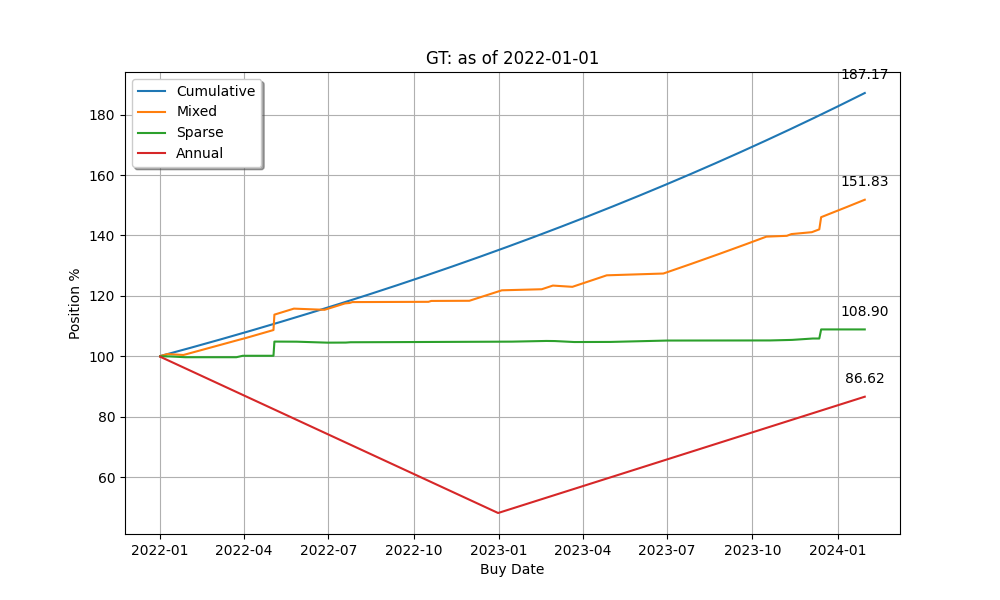 GT: as of 2022-01-01
Cumulative
Mixed
Sparse
Annual
187.17
151.83
108.90
86.62
Position %
180
160
140
120
100
80
60
2022-01 2022-04 2022-07 2022-10 2023-01 2023-04 2023-07 2023-10 2024-01
Buy Date